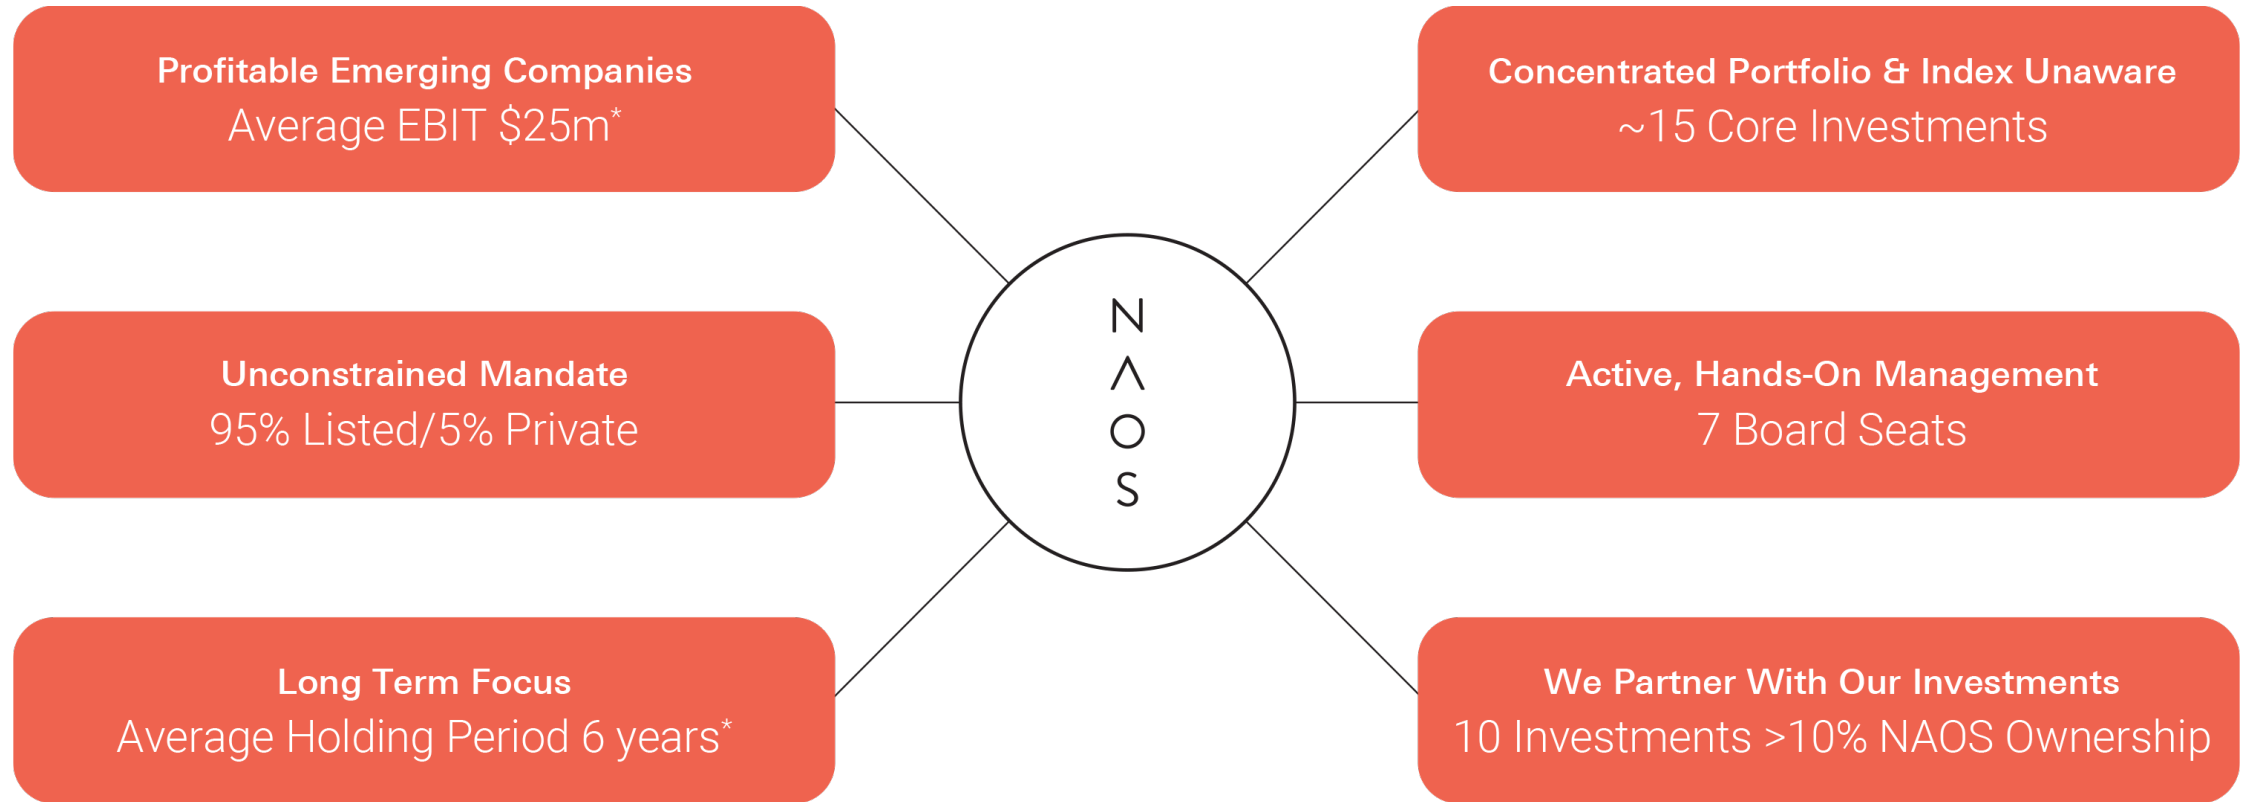 Profitable Emerging Companies
Average EBIT $25m*
Unconstrained Mandate
95% Listed/5% Private
Long Term Focus
Average Holding Period 6 years*
N
Λ
O
S
Concentrated Portfolio & Index Unaware
~15 Core Investments
Active, Hands-On Management
7 Board Seats
We Partner With Our Investments
10 Investments >10% NAOS Ownership